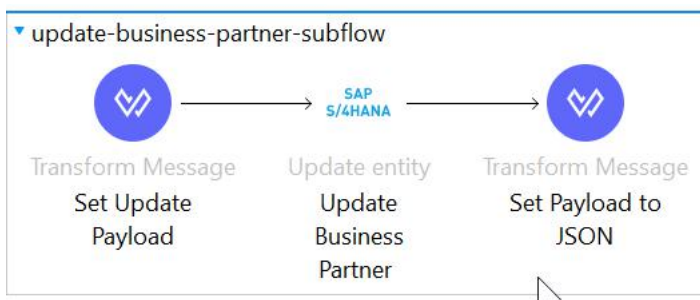 update-business-partner-subflow
SAP
S/4HANA
Transform Message
Update entity
Transform Message
Set Update
Payload
Update
Business
Partner
Set Payload to
JSON